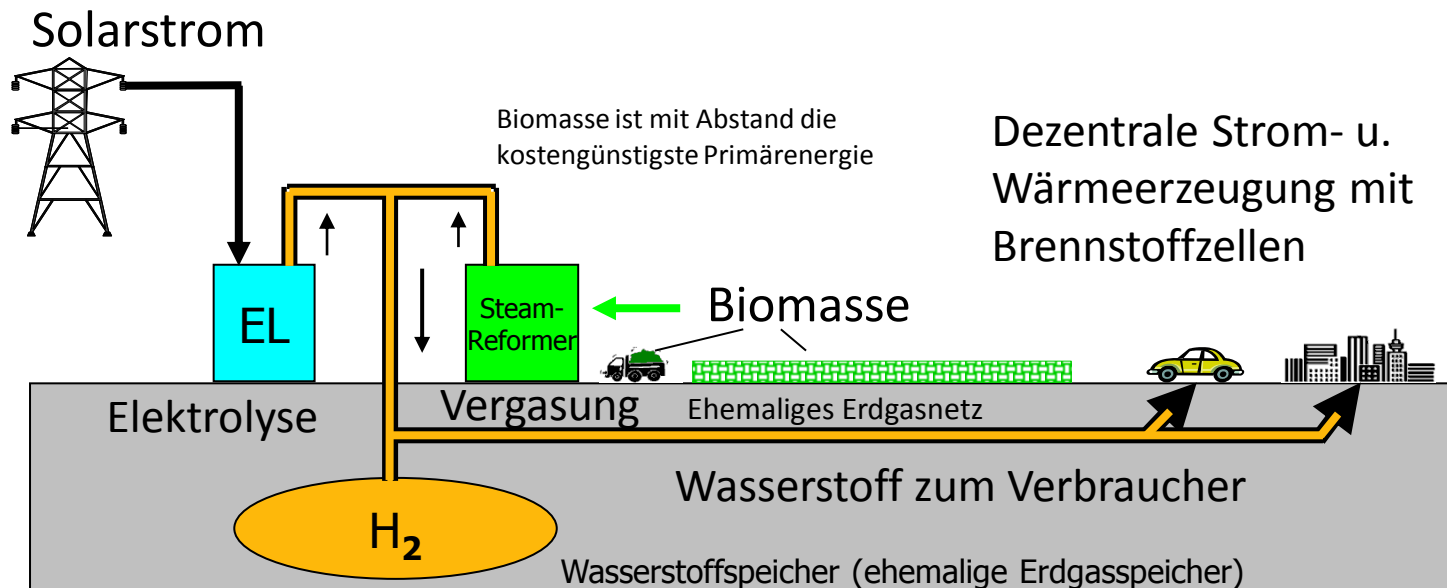 Solarstrom
Biomasse ist mit Abstand die
kostengünstigste Primärenergie
Dezentrale Strom- u.
Wärmeerzeugung mit
Brennstoffzellen
EL
Steam-
Reformer
Biomasse
Elektrolyse
Vergasung
Ehemaliges Erdgasnetz
Wasserstoff zum Verbraucher
H₂
Wasserstoffspeicher (ehemalige Erdgasspeicher)